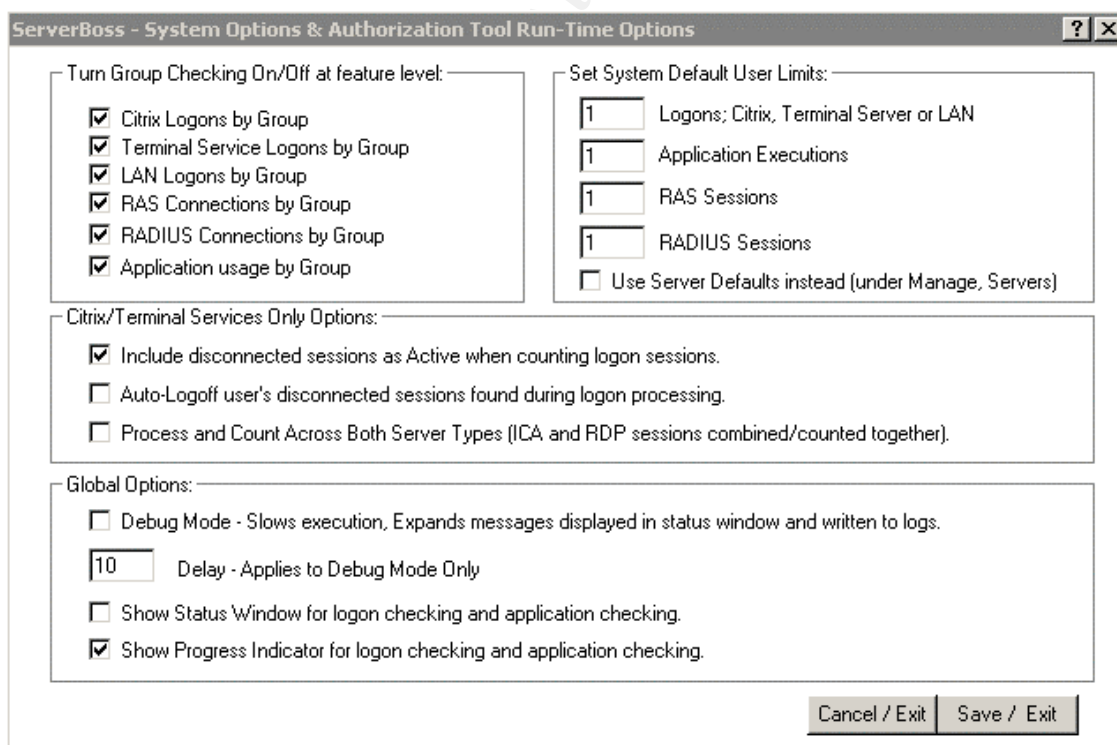 ServerBoss - System Options & Authorization Tool Run-Time Options
Turn Group Checking On/Off at feature level:
Citrix Logons by Group
Terminal Service Logons by Group
LAN Logons by Group
RAS Connections by Group
RADIUS Connections by Group
Application usage by Group
Set System Default User Limits:
1 Logons; Citrix, Terminal Server or LAN
1 Application Executions
1 RAS Sessions
1 RADIUS Sessions
Use Server Defaults instead (under Manage, Servers)
Citrix/Terminal Services Only Options:
Include disconnected sessions as Active when counting logon sessions.
Auto-Logoff user's disconnected sessions found during logon processing.
Process and Count Across Both Server Types (ICA and RDP sessions combined/counted together).
Global Options:
Debug Mode - Slows execution, Expands messages displayed in status window and written to logs.
10 Delay - Applies to Debug Mode Only
Show Status Window for logon checking and application checking.
Show Progress Indicator for logon checking and application checking.
Cancel / Exit
Save / Exit